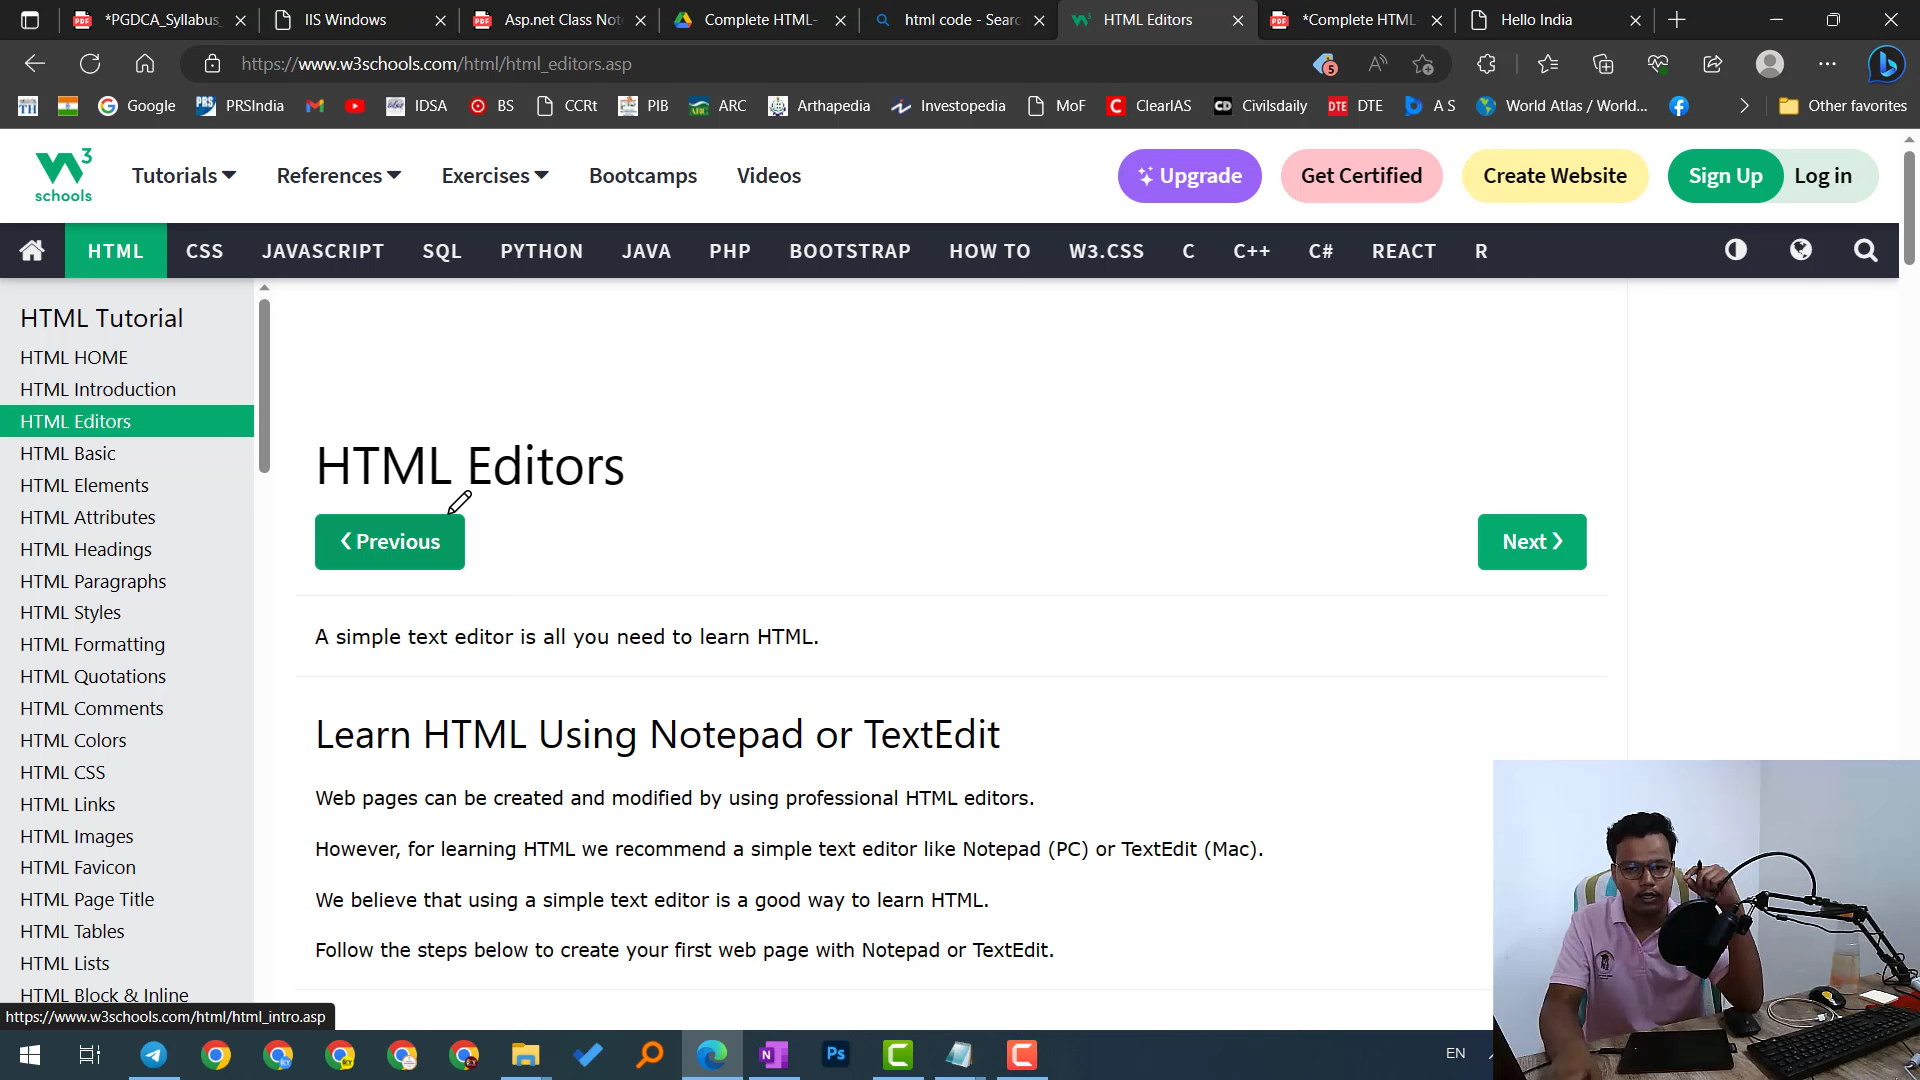 *PGDCA_Syllabus_
IIS Windows
Asp.net Class Not
Complete HTML-
html code - Searc
HTML Editors
*Complete HTML-
Hello India
https://www.w3schools.com/html/html_editors.asp
5
TH
Google
PRS
PRSIndia
IDSA
BS
CCRt
PIB
ARC
Arthapedia
Investopedia
MoF
C
ClearIAS
CD
Civilsdaily
DTE
DTE
A S
World Atlas / World...
Other favorites
W3
schools
Tutorials
References
Exercises
Bootcamps
Videos
Upgrade
Get Certified
Create Website
Sign Up
Log in
HTML
CSS
JAVASCRIPT
SQL
PYTHON
JAVA
PHP
BOOTSTRAP
HOW TO
W3.CSS
C
C++
C#
REACT
R
HTML Tutorial
HTML HOME
HTML Introduction
HTML Editors
HTML Basic
HTML Elements
HTML Attributes
HTML Headings
HTML Paragraphs
HTML Styles
HTML Formatting
HTML Quotations
HTML Comments
HTML Colors
HTML CSS
HTML Links
HTML Images
HTML Favicon
HTML Page Title
HTML Tables
HTML Lists
HTML Block & Inline
HTML Editors
❮ Previous
Next ❯
A simple text editor is all you need to learn HTML.
Learn HTML Using Notepad or TextEdit
Web pages can be created and modified by using professional HTML editors.
However, for learning HTML we recommend a simple text editor like Notepad (PC) or TextEdit (Mac).
We believe that using a simple text editor is a good way to learn HTML.
Follow the steps below to create your first web page with Notepad or TextEdit.
https://www.w3schools.com/html/html_intro.asp
N
Ps
EN